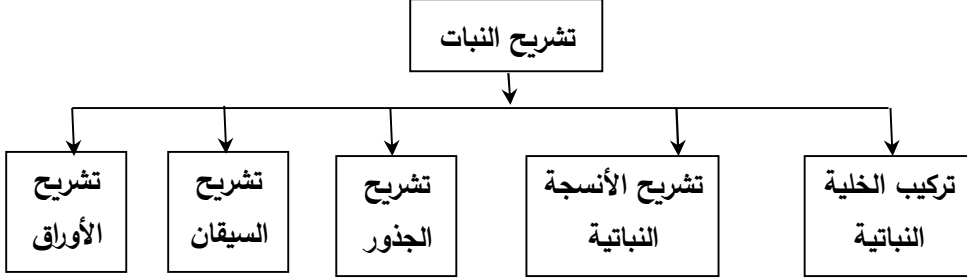 تشريح النبات
تركيب الخلية
النباتية
تشريح الأنسجة
النباتية
تشريح
الجذور
تشريح
السيقان
تشريح
الأوراق